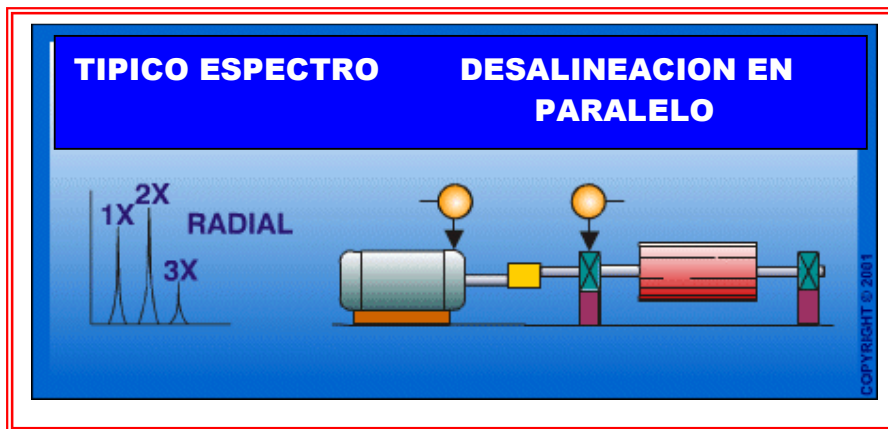 TIPICO ESPECTRO
DESALINEACION EN
PARALELO
1X
2X
3X
RADIAL
COPYRIGHT © 2001